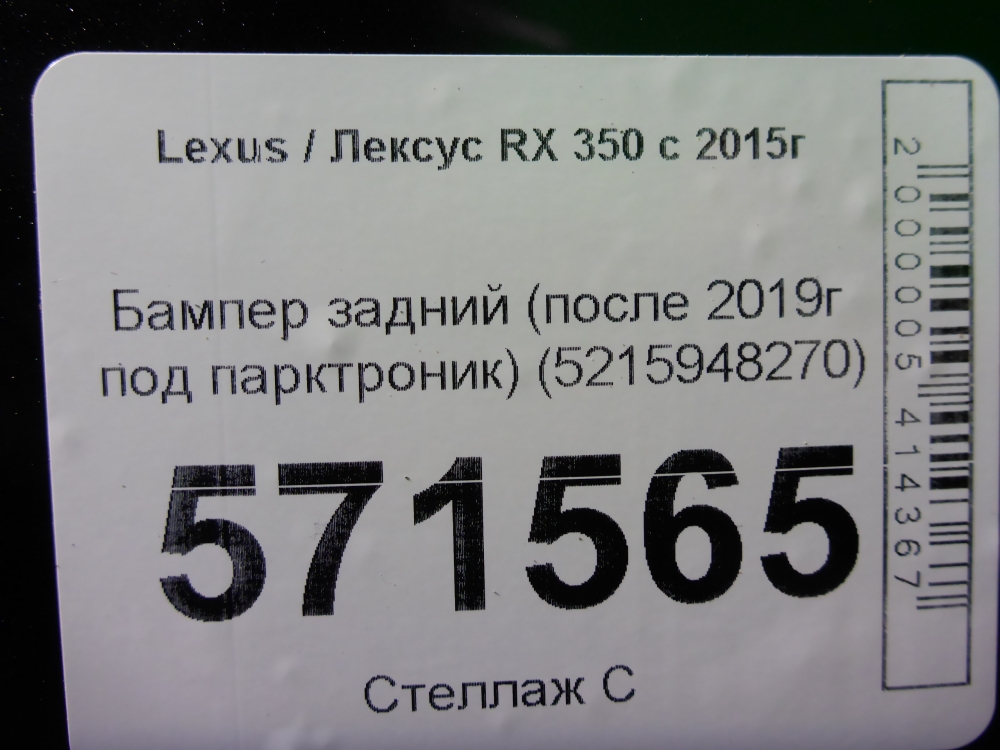 Lexus / Лексус RX 350 с 2015г
Бампер задний (после 2019г
под парктроник) (5215948270)
571565
Стеллаж С
2000005414367